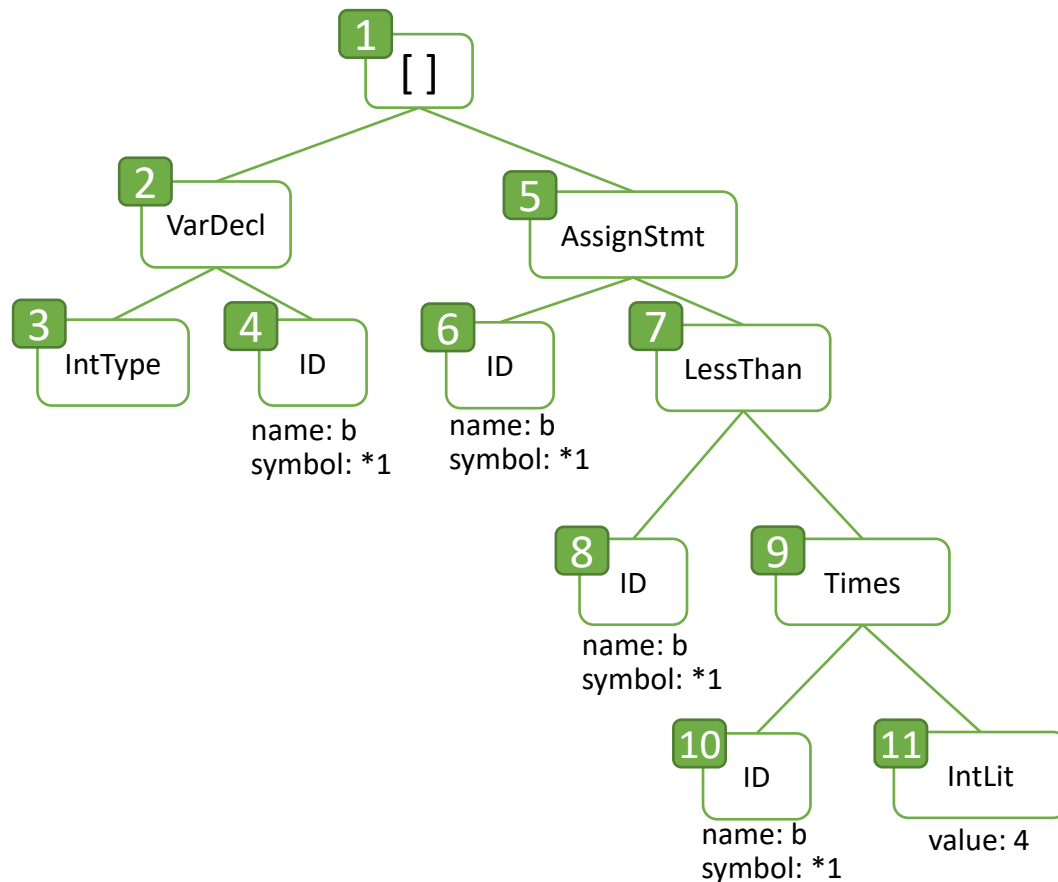 1
[ ]
2
VarDecl
5
AssignStmt
3
IntType
4
ID
name: b
symbol: *1
6
ID
name: b
symbol: *1
7
LessThan
8
ID
name: b
symbol: *1
9
Times
10
ID
name: b
symbol: *1
11
IntLit
value: 4